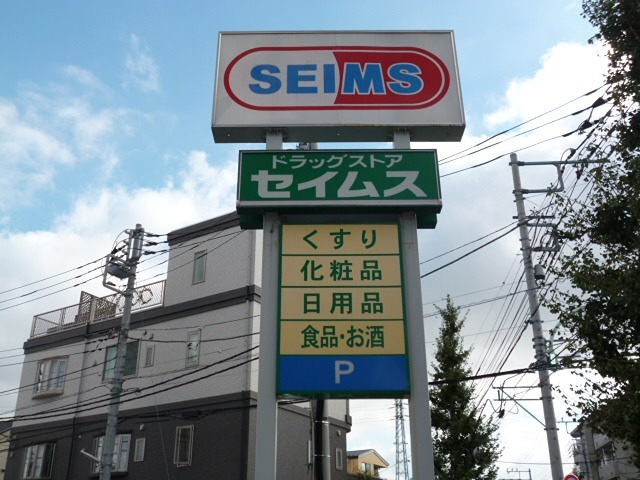 SEIMS
ドラッグストア
セイムス
くすり
化粧品
日用品
食品・お酒
P